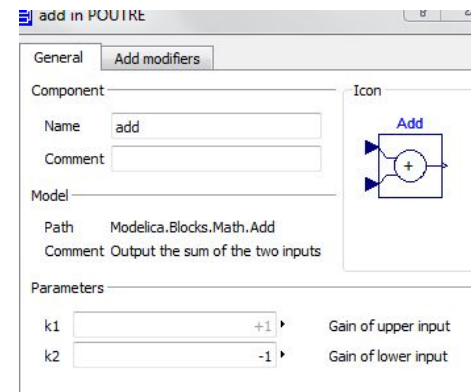 add in POUTRE
General Add modifiers
Component
Icon
Name add
Add
Comment
+
Model
Path Modelica.Blocks.Math.Add
Comment Output the sum of the two inputs
Parameters
k1 +1 Gain of upper input
k2 -1 Gain of lower input